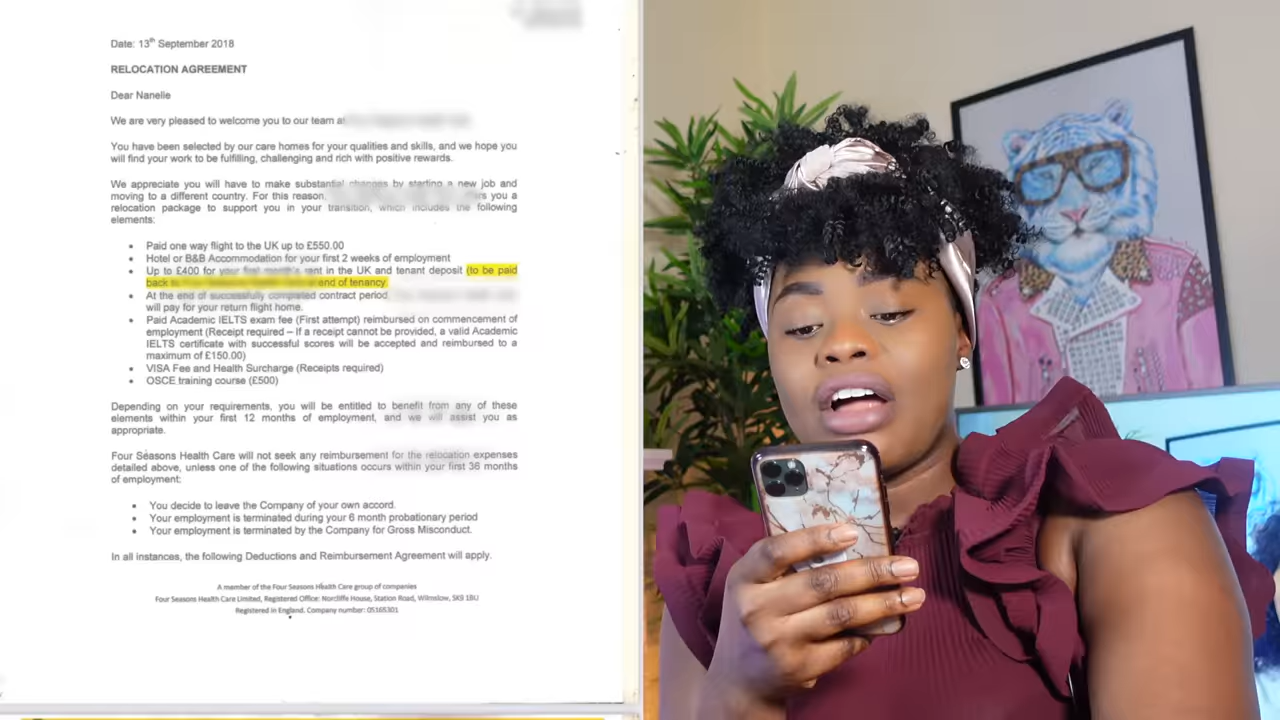 Date: 13th September 2018
RELOCATION AGREEMENT
Dear Nanelle
We are very pleased to welcome you to our team at
You have been selected by our care homes for your qualities and skills, and we hope you
will find your work to be fulfilling, challenging and rich with positive rewards.
We appreciate you will have to make substantial changes by starting a new job and
moving to a different country. For this reason, you a
relocation package to support you in your transition, which includes the following
elements:
• Paid one way flight to the UK up to £550.00
• Hotel or B&B Accommodation for your first 2 weeks of employment
• Up to £400 for your first month's rent in the UK and tenant deposit (to be paid
back to end of tenancy.
• At the end of successfully completed contract period
will pay for your return flight home.
• Paid Academic IELTS exam fee (First attempt) reimbursed on commencement of
employment (Receipt required – If a receipt cannot be provided, a valid Academic
IELTS certificate with successful scores will be accepted and reimbursed to a
maximum of £150.00)
• VISA Fee and Health Surcharge (Receipts required)
• OSCE training course (£500)
Depending on your requirements, you will be entitled to benefit from any of these
elements within your first 12 months of employment, and we will assist you as
appropriate.
Four Seasons Health Care will not seek any reimbursement for the relocation expenses
detailed above, unless one of the following situations occurs within your first 36 months
of employment:
• You decide to leave the Company of your own accord.
• Your employment is terminated during your 6 month probationary period
• Your employment is terminated by the Company for Gross Misconduct.
In all instances, the following Deductions and Reimbursement Agreement will apply.
A member of the Four Seasons Health Care group of companies
Four Seasons Health Care Limited, Registered Office: Norcliffe House, Station Road, Wilmslow, SK9 1BU
Registered in England. Company number: 05165301